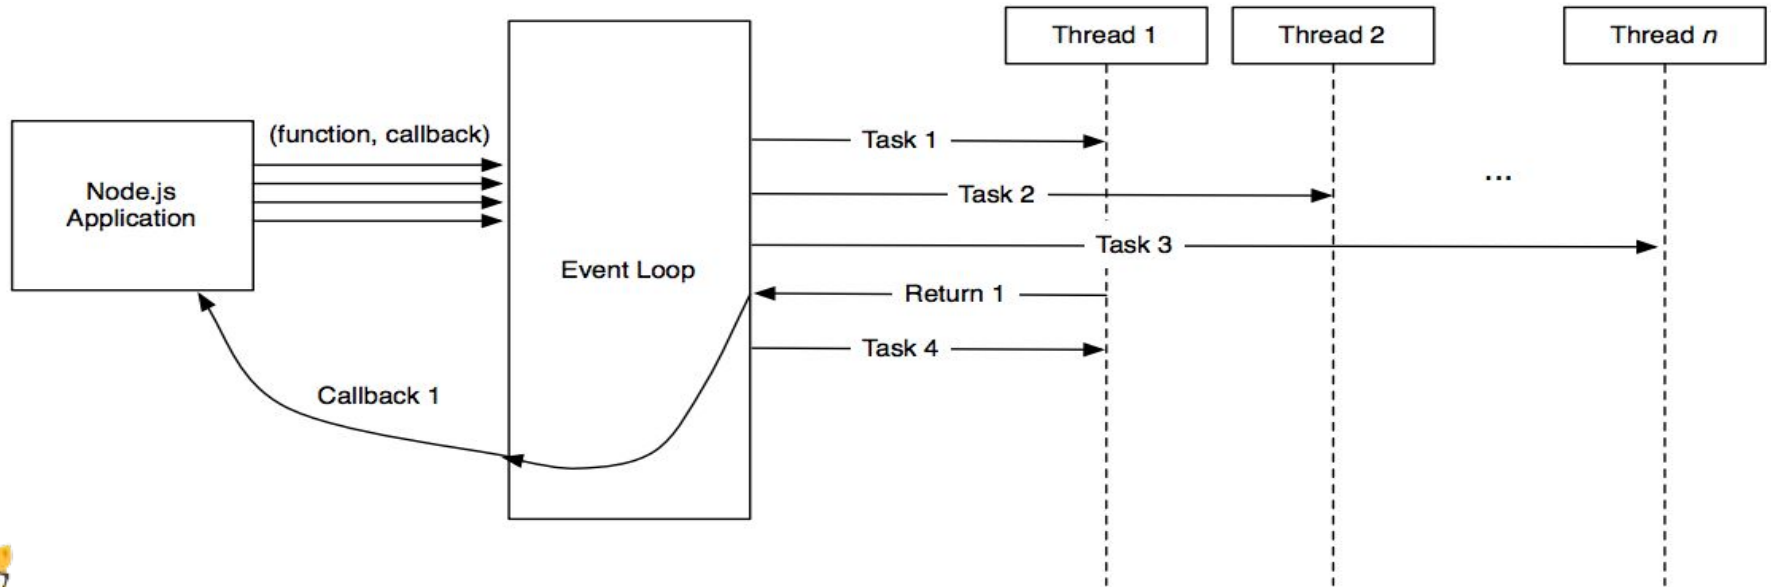 Thread 1
Thread 2
Thread n
(function, callback)
Task 1
Node.js
Application
Task 2
...
Task 3
Event Loop
Return 1
Task 4
Callback 1